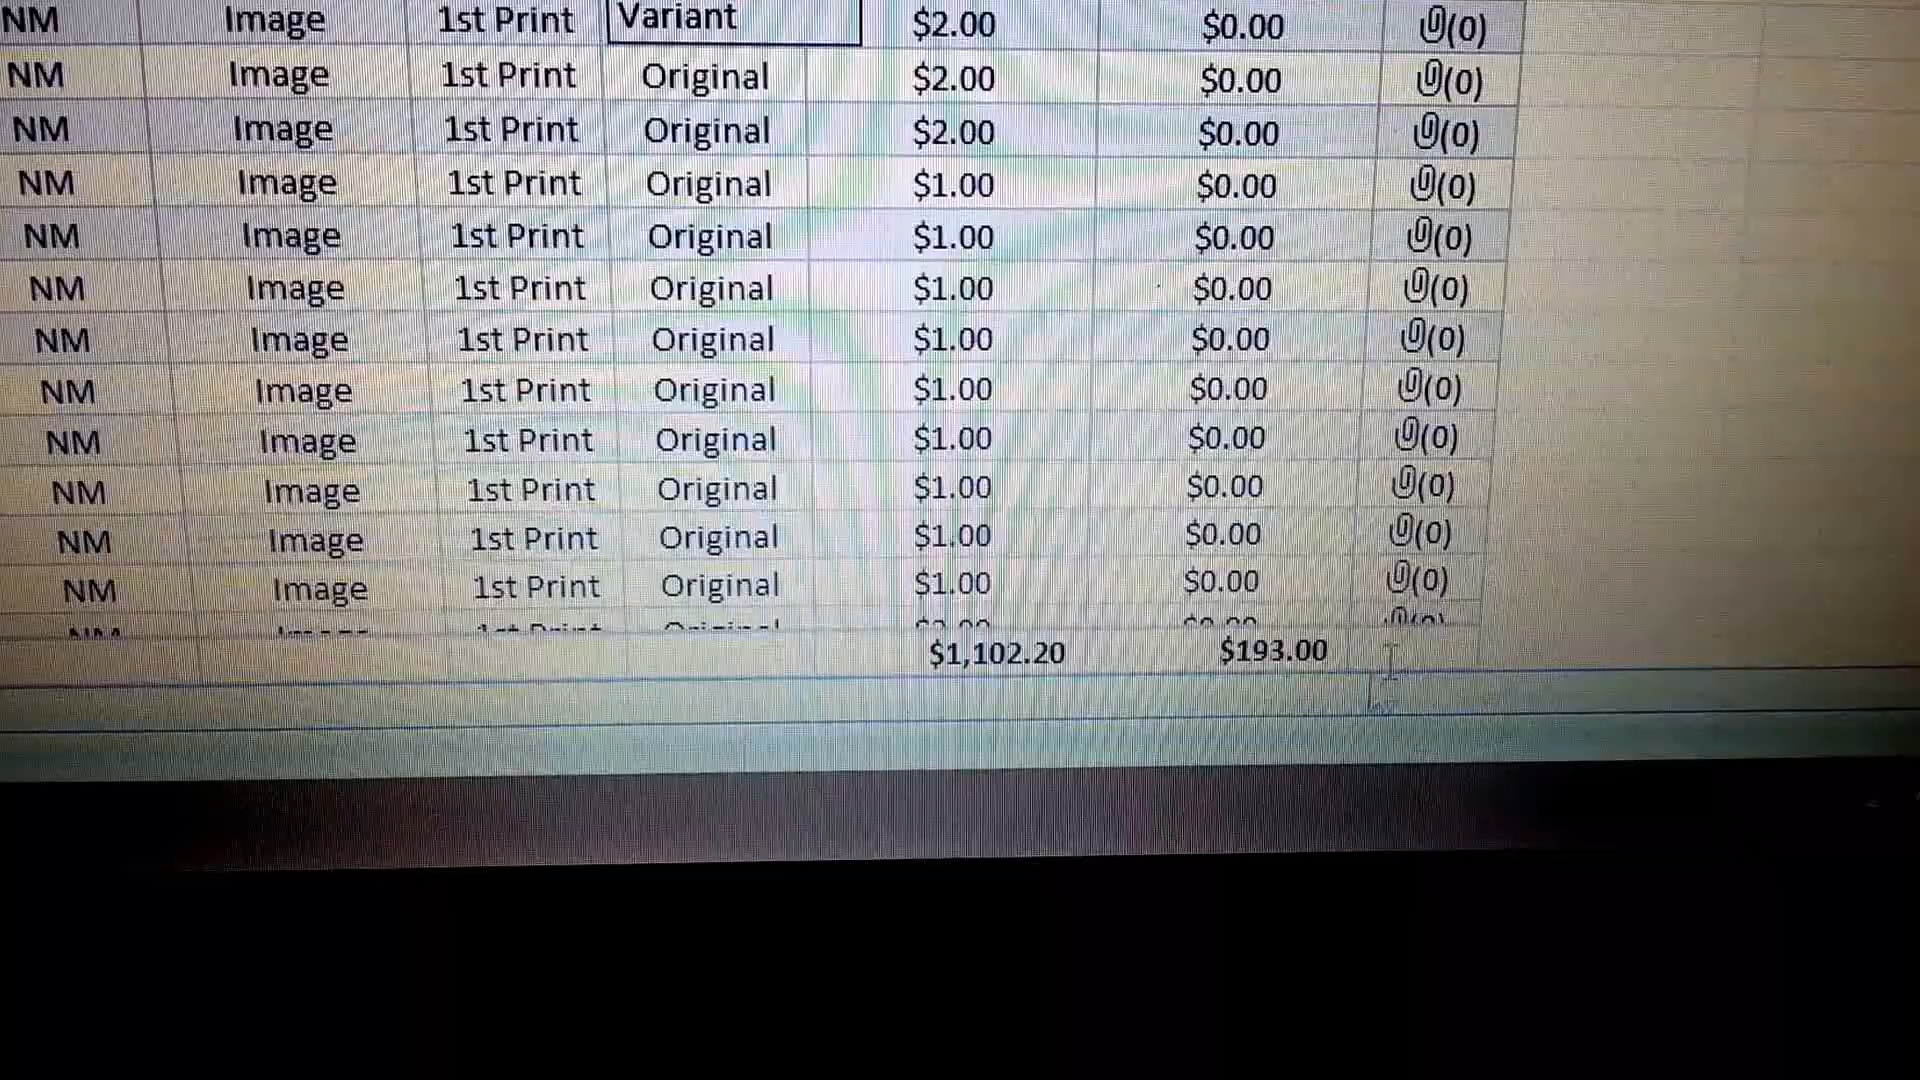 NM Image 1st Print Variant $2.00 $0.00 (0)
NM Image 1st Print Original $2.00 $0.00 (0)
NM Image 1st Print Original $2.00 $0.00 (0)
NM Image 1st Print Original $1.00 $0.00 (0)
NM Image 1st Print Original $1.00 $0.00 (0)
NM Image 1st Print Original $1.00 $0.00 (0)
NM Image 1st Print Original $1.00 $0.00 (0)
NM Image 1st Print Original $1.00 $0.00 (0)
NM Image 1st Print Original $1.00 $0.00 (0)
NM Image 1st Print Original $1.00 $0.00 (0)
NM Image 1st Print Original $1.00 $0.00 (0)
NM Image 1st Print Original $1.00 $0.00 (0)
$1,102.20 $193.00